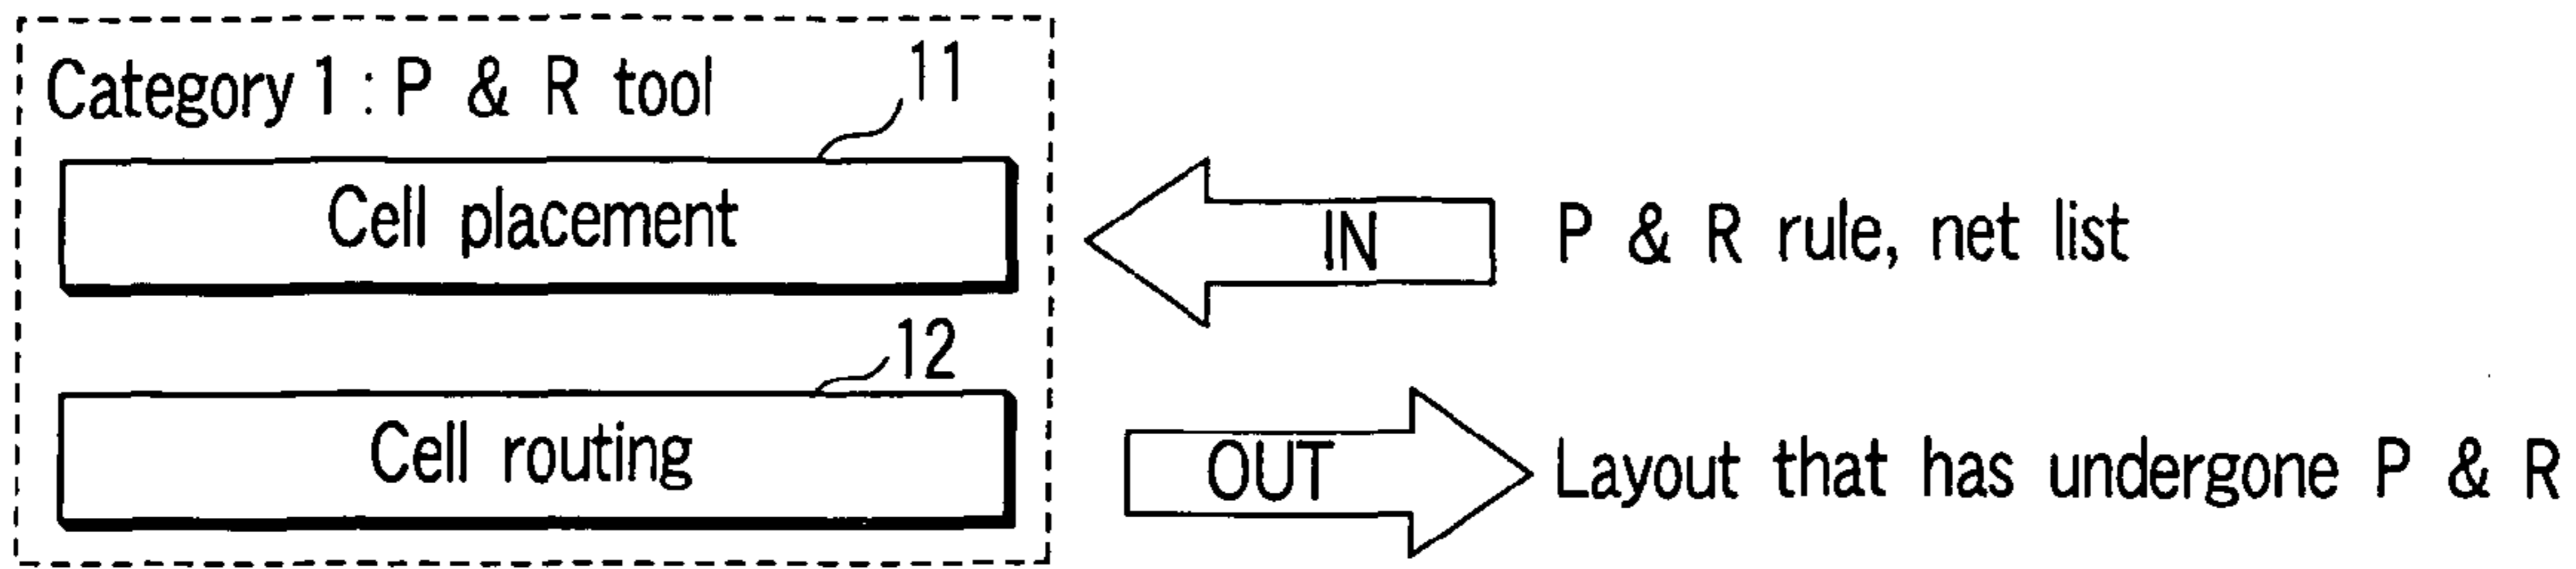 Category 1 : P & R tool
11
Cell placement
IN
P & R rule, net list
12
Cell routing
OUT
Layout that has undergone P & R